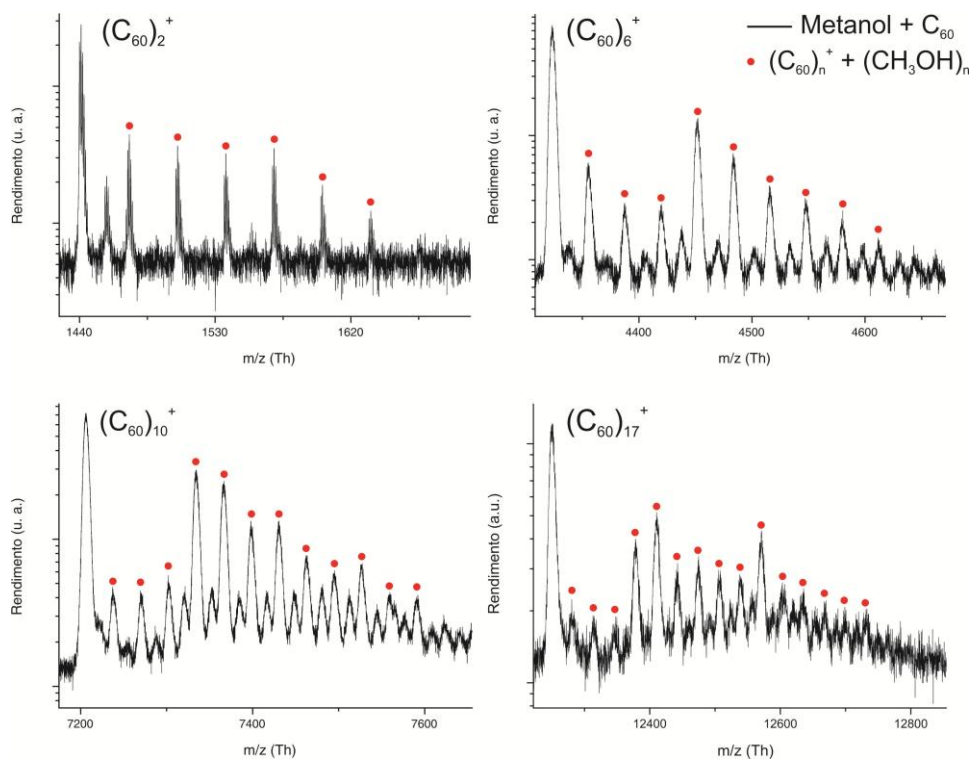 (C₆₀)₂⁺
Rendimento (u. a.)
1440
1530
1620
m/z (Th)
(C₆₀)₆⁺
Metanol + C₆₀
(C₆₀)ₙ⁺ + (CH₃OH)ₙ
Rendimento (u. a.)
4400
4500
4600
m/z (Th)
(C₆₀)₁₀⁺
Rendimento (u. a.)
7200
7400
7600
m/z (Th)
(C₆₀)₁₇⁺
Rendimento (a.u.)
12400
12600
12800
m/z (Th)